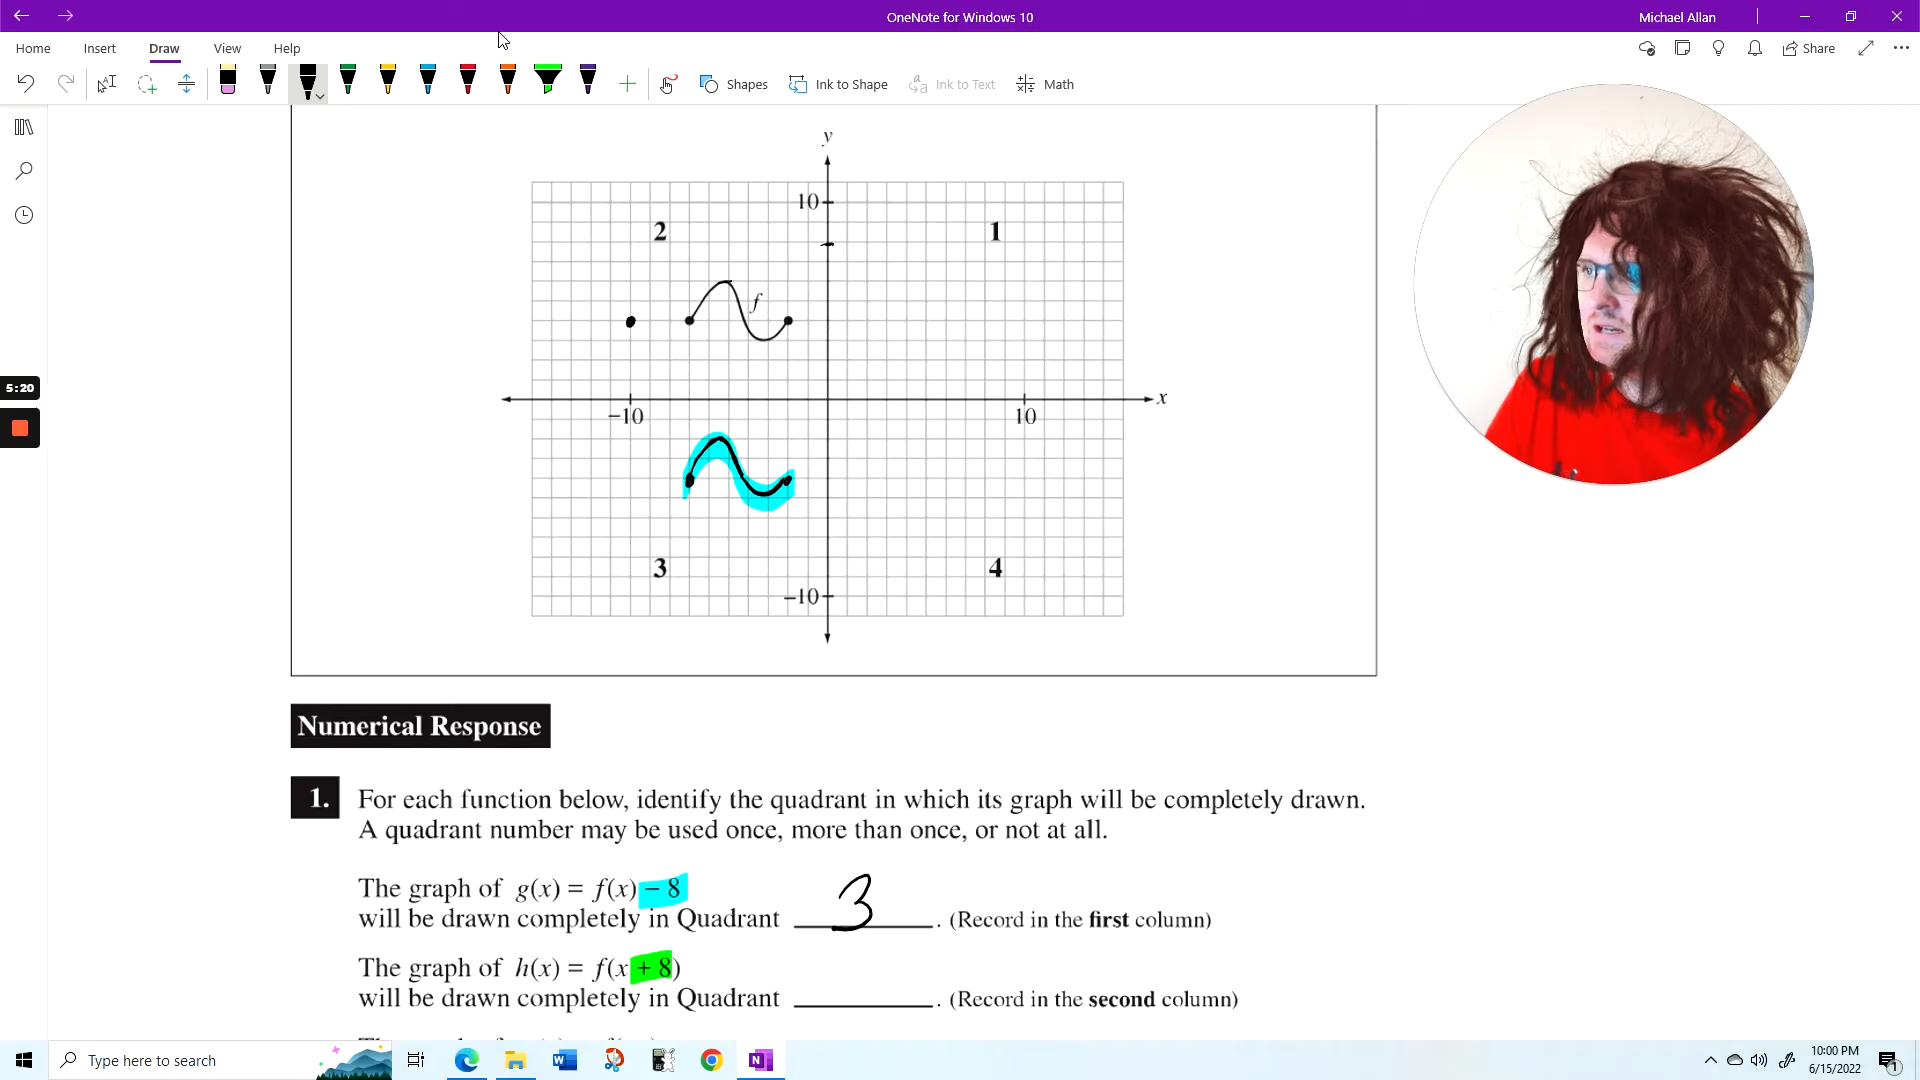 OneNote for Windows 10
Michael Allan
Home Insert Draw View Help
Share
Shapes
Ink to Shape
Ink to Text
Math
y
10
2
1
f
5:20
−10
10
x
3
4
−10
Numerical Response
1. For each function below, identify the quadrant in which its graph will be completely drawn.
A quadrant number may be used once, more than once, or not at all.
The graph of g(x) = f(x) − 8
will be drawn completely in Quadrant 3. (Record in the first column)
The graph of h(x) = f(x + 8)
will be drawn completely in Quadrant ________. (Record in the second column)
Type here to search
10:00 PM
6/15/2022